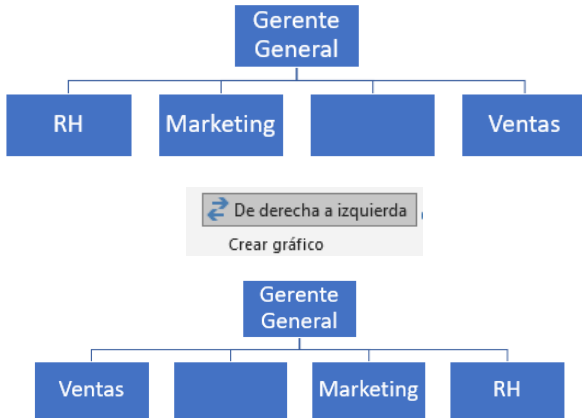 Gerente
General
RH Marketing Ventas
De derecha a izquierda
Crear gráfico
Gerente
General
Ventas Marketing RH